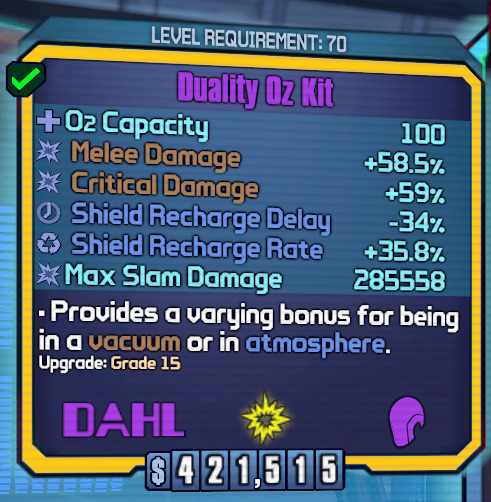 LEVEL REQUIREMENT: 70
Duality Oz Kit
O2 Capacity 100
Melee Damage +58.5%
Critical Damage +59%
Shield Recharge Delay -34%
Shield Recharge Rate +35.8%
Max Slam Damage 285558
• Provides a varying bonus for being
in a vacuum or in atmosphere.
Upgrade: Grade 15
DAHL
$421,515